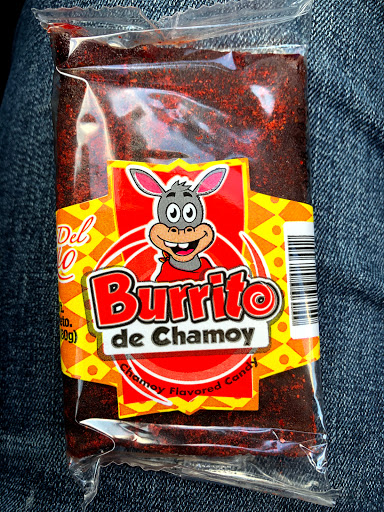 Del
Burrito
de Chamoy
Chamoy Flavored Candy